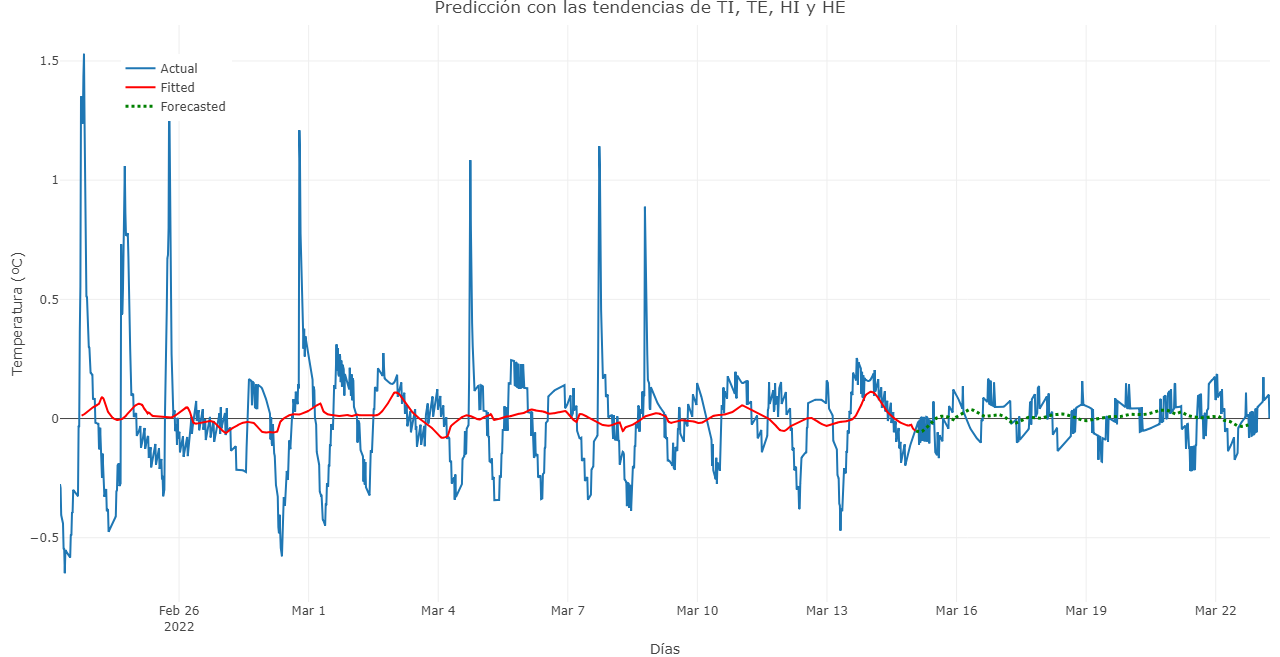 Predicción con las tendencias de TI, TE, HI y HE
Actual
Fitted
Forecasted
Temperatura (ºC)
1.5
1
0.5
0
−0.5
Feb 26
2022
Mar 1
Mar 4
Mar 7
Mar 10
Mar 13
Mar 16
Mar 19
Mar 22
Días